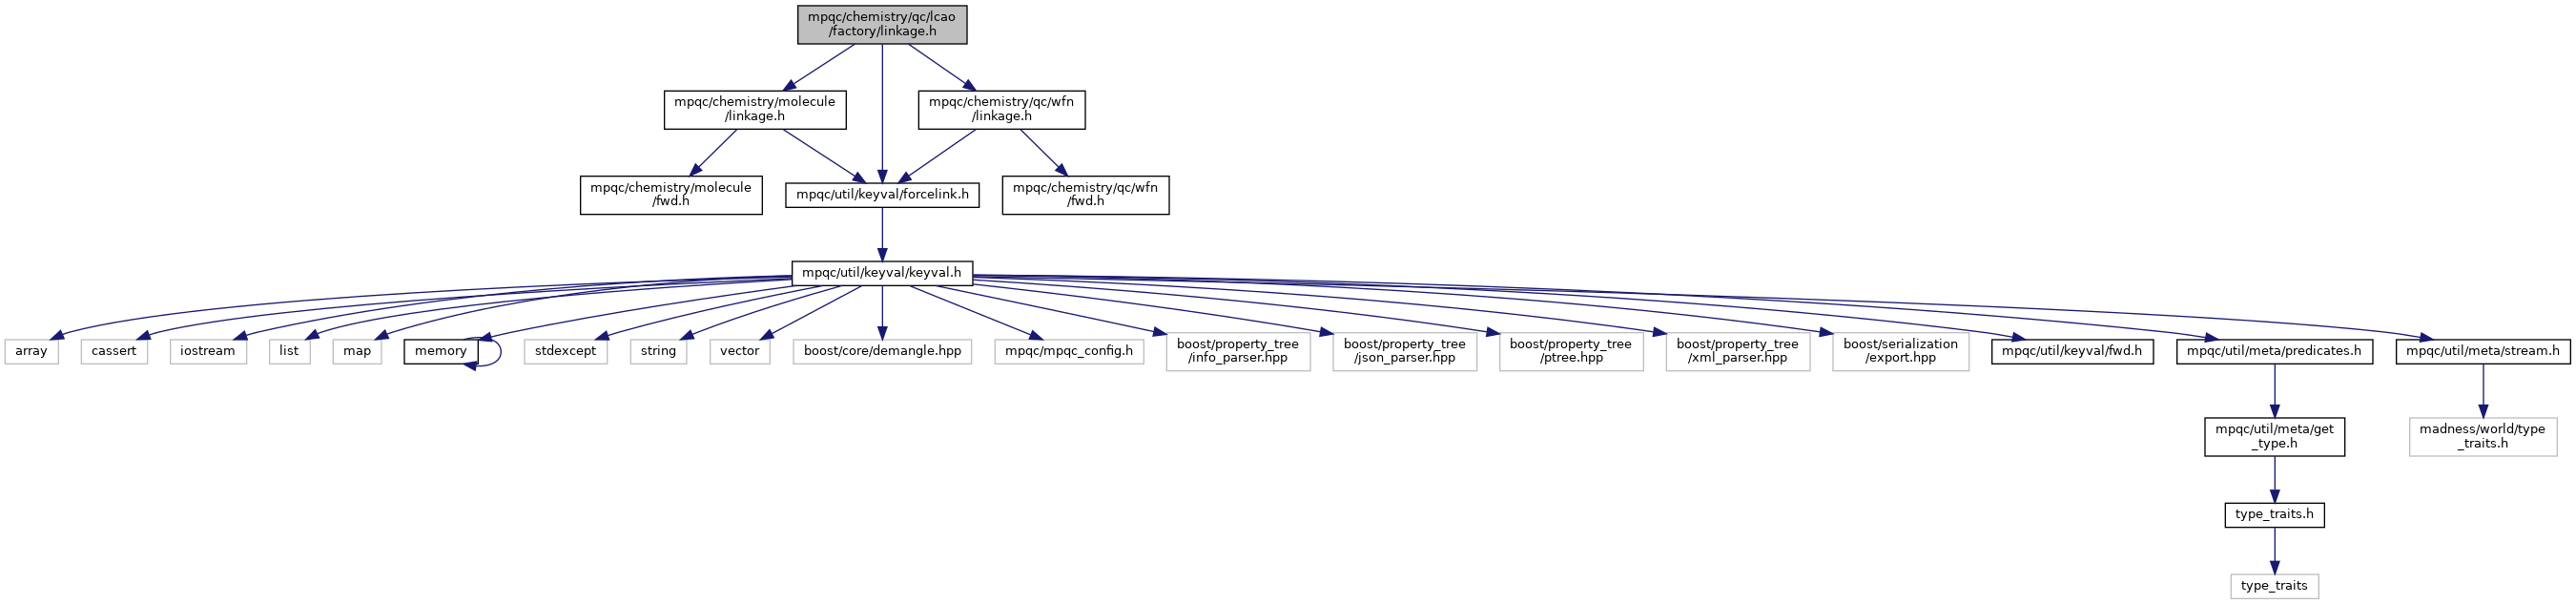 mpqc/chemistry/qc/lcao
/factory/linkage.h
mpqc/chemistry/molecule
/linkage.h
mpqc/chemistry/qc/wfn
/linkage.h
mpqc/chemistry/molecule
/fwd.h
mpqc/util/keyval/forcelink.h
mpqc/chemistry/qc/wfn
/fwd.h
mpqc/util/keyval/keyval.h
array
cassert
iostream
list
map
memory
stdexcept
string
vector
boost/core/demangle.hpp
mpqc/mpqc_config.h
boost/property_tree
/info_parser.hpp
boost/property_tree
/json_parser.hpp
boost/property_tree
/ptree.hpp
boost/property_tree
/xml_parser.hpp
boost/serialization
/export.hpp
mpqc/util/keyval/fwd.h
mpqc/util/meta/predicates.h
mpqc/util/meta/stream.h
mpqc/util/meta/get
_type.h
madness/world/type
_traits.h
type_traits.h
type_traits